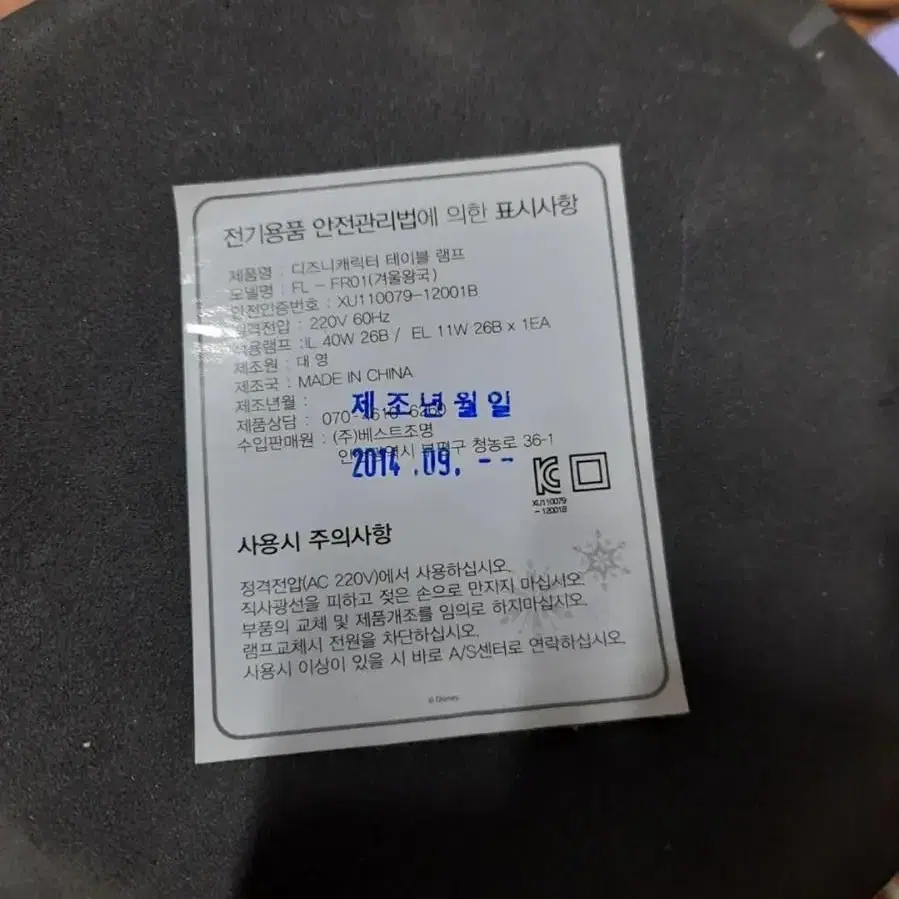 전기용품 안전관리법에 의한 표시사항
제품명 : 디즈니캐릭터 테이블 램프
모델명 : FL - FR01(겨울왕국)
안전인증번호 : XU110079-12001B
정격전압 : 220V 60Hz
적용램프 : IL 40W 26B / EL 11W 26B x 1EA
제조원 : 대 영
제조국 : MADE IN CHINA
제조년월 :
제조년월일
제품상담 : 070-
수입판매원 : (주)베스트조명
부평구 청농로 36-1
2014.09.--
XU110079
-12001B
사용시 주의사항
정격전압(AC 220V)에서 사용하십시오.
직사광선을 피하고 젖은 손으로 만지지 마십시오.
부품의 교체 및 제품개조를 임의로 하지마십시오.
램프교체시 전원을 차단하십시오.
사용시 이상이 있을 시 바로 A/S센터로 연락하십시오.
© Disney